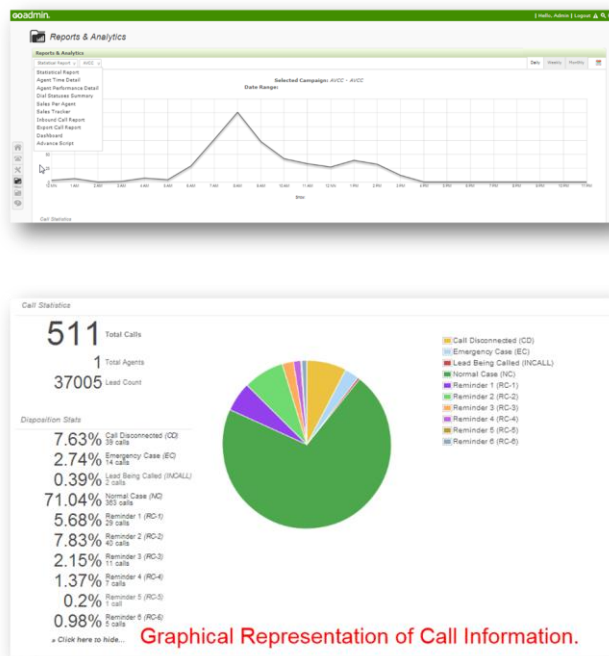 goadmin.
Hello, Admin | Logout
Reports & Analytics
Reports & Analytics
Statistical Report
AVCC
Daily
Weekly
Monthly
Statistical Report
Agent Time Detail
Agent Performance Detail
Dial Statuses Summary
Sales Per Agent
Sales Tracker
Inbound Call Report
Export Call Report
Dashboard
Advance Script
Selected Campaign: AVCC - AVCC
Date Range:
Call Statistics
Call Statistics
511 Total Calls
1 Total Agents
37005 Lead Count
Disposition Stats
7.63% Call Disconnected (CD)
39 calls
2.74% Emergency Case (EC)
14 calls
0.39% Lead Being Called (INCALL)
2 calls
71.04% Normal Case (NC)
363 calls
5.68% Reminder 1 (RC-1)
29 calls
7.83% Reminder 2 (RC-2)
40 calls
2.15% Reminder 3 (RC-3)
11 calls
1.37% Reminder 4 (RC-4)
7 calls
0.2% Reminder 5 (RC-5)
1 call
0.98% Reminder 6 (RC-6)
5 calls
» Click here to hide...
Call Disconnected (CD)
Emergency Case (EC)
Lead Being Called (INCALL)
Normal Case (NC)
Reminder 1 (RC-1)
Reminder 2 (RC-2)
Reminder 3 (RC-3)
Reminder 4 (RC-4)
Reminder 5 (RC-5)
Reminder 6 (RC-6)
Graphical Representation of Call Information.